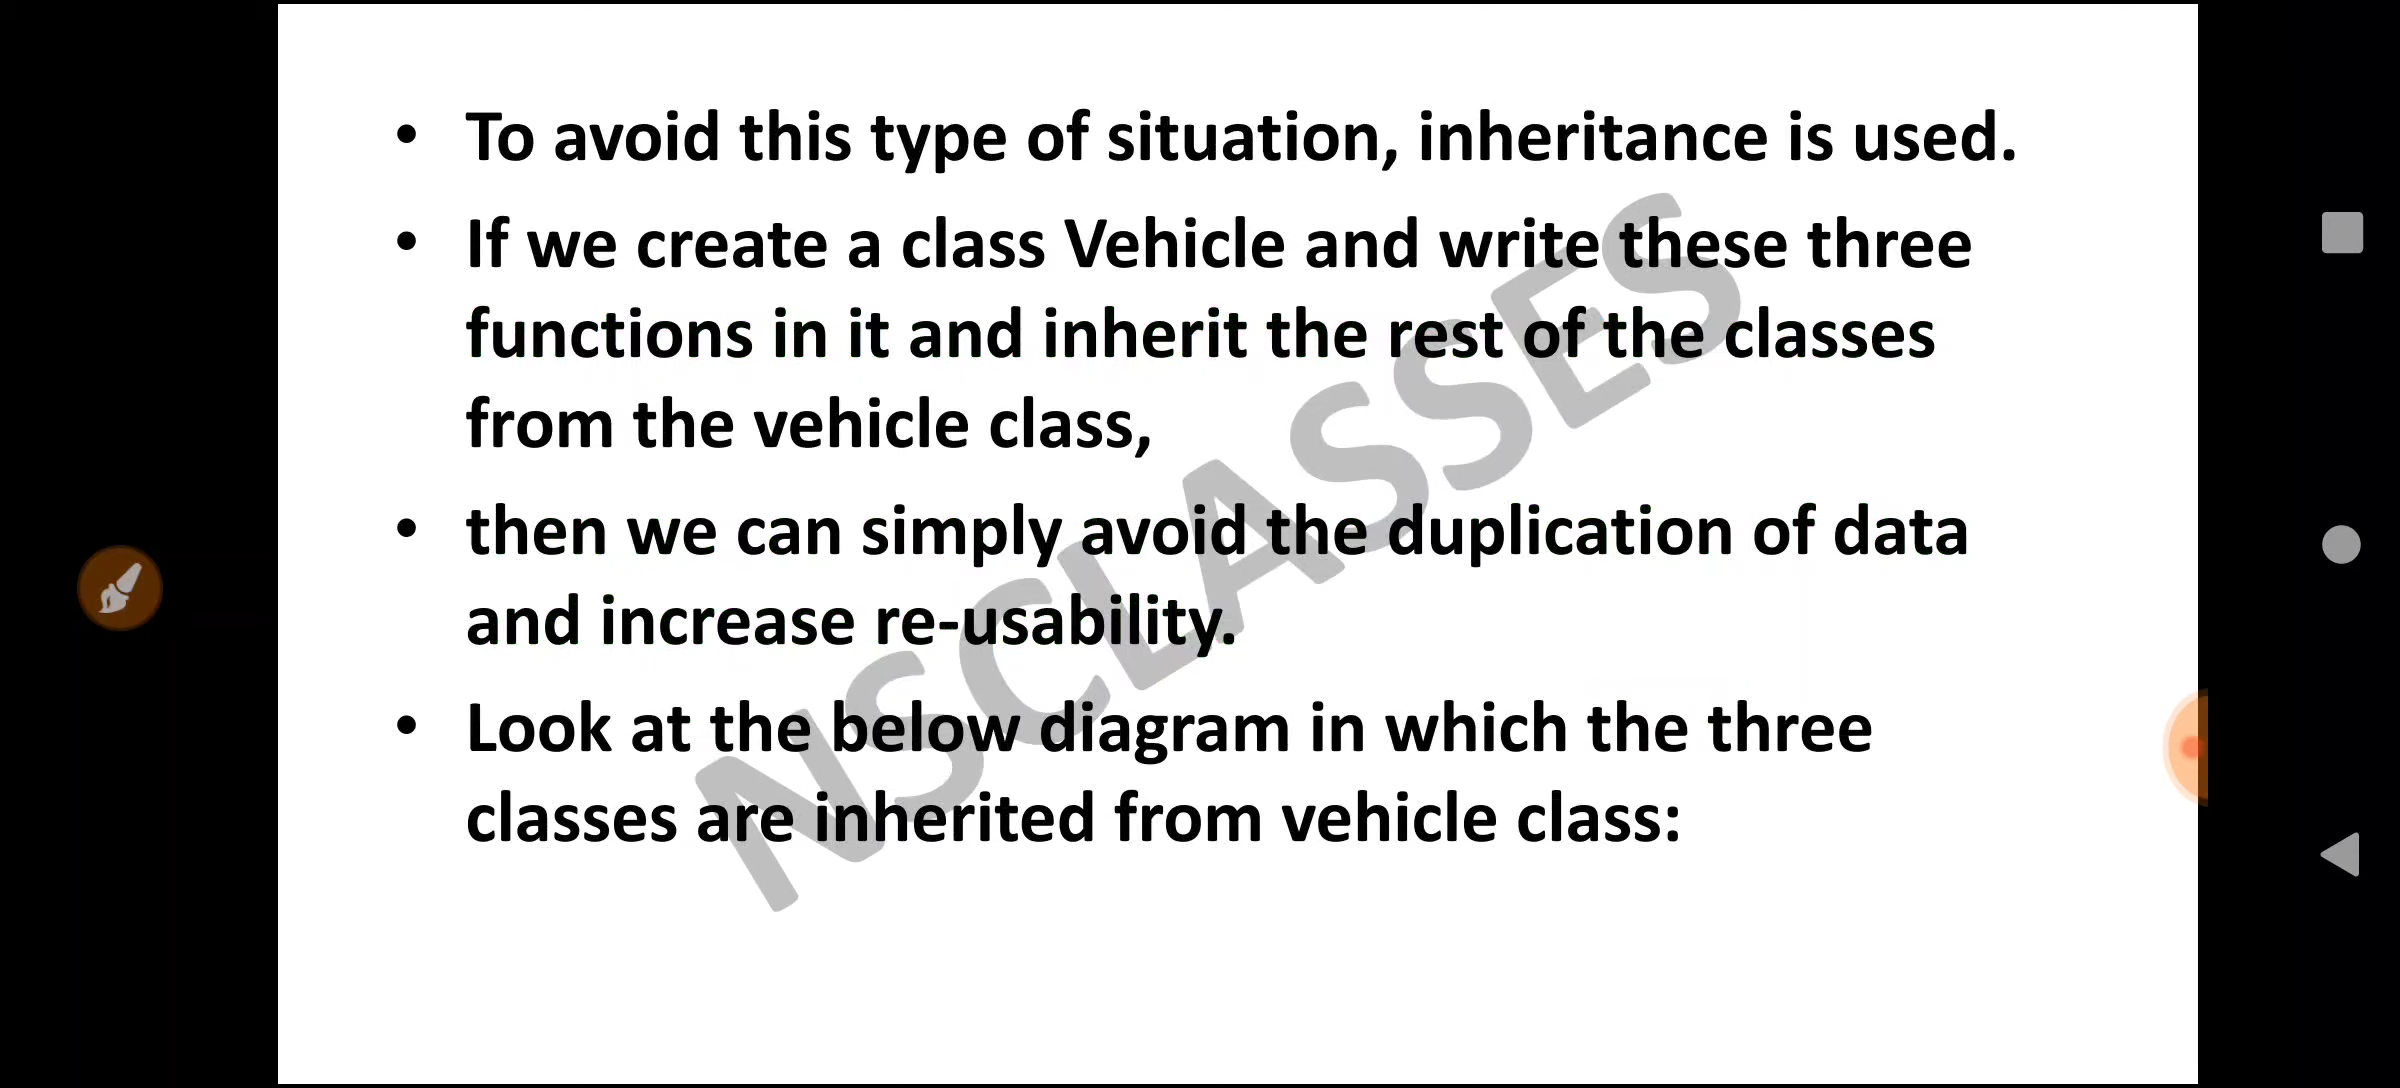 • To avoid this type of situation, inheritance is used.
• If we create a class Vehicle and write these three
functions in it and inherit the rest of the classes
from the vehicle class,
• then we can simply avoid the duplication of data
and increase re-usability.
• Look at the below diagram in which the three
classes are inherited from vehicle class:
NSCLASSES